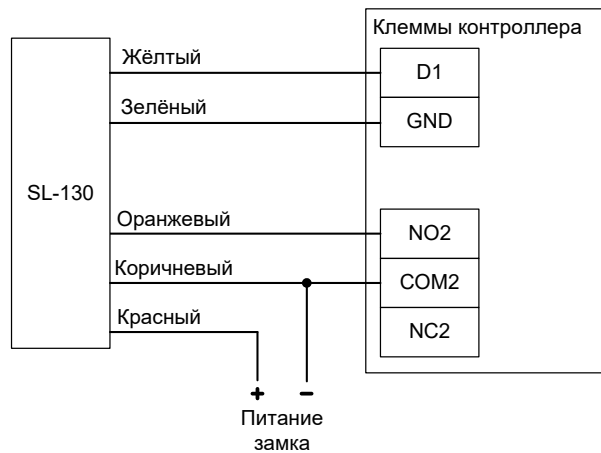 Клеммы контроллера
Жёлтый
D1
Зелёный
GND
SL-130
Оранжевый
NO2
Коричневый
COM2
Красный
NC2
+ −
Питание
замка